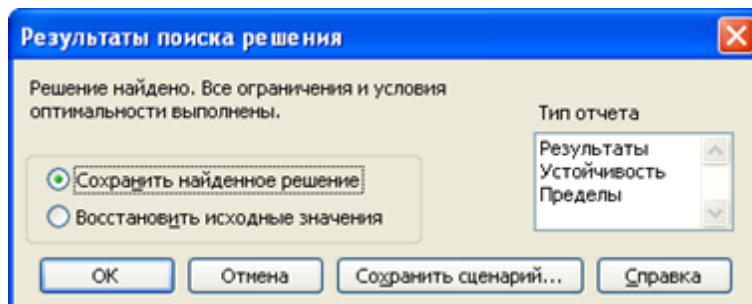 Результаты поиска решения
Решение найдено. Все ограничения и условия
оптимальности выполнены.
Тип отчета
Результаты
Устойчивость
Пределы
Сохранить найденное решение
Восстановить исходные значения
ОК
Отмена
Сохранить сценарий...
Справка